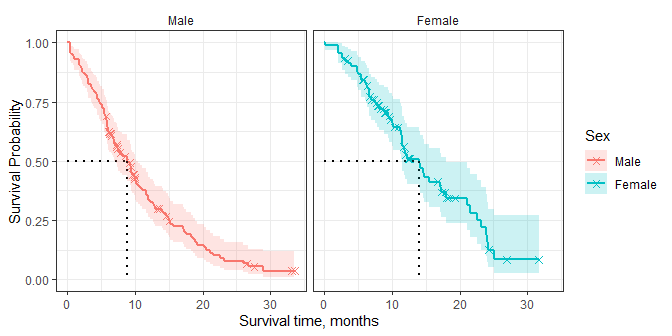 Male Female
Survival Probability
1.00
0.75
0.50
0.25
0.00
0 10 20 30 0 10 20 30
Survival time, months
Sex
Male
Female